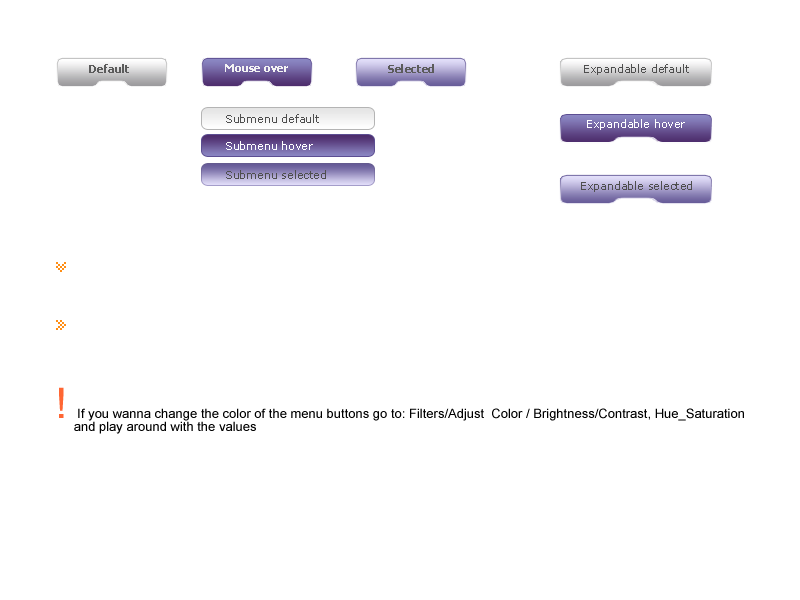 Default
Mouse over
Selected
Expandable default
Submenu default
Expandable hover
Submenu hover
Submenu selected
Expandable selected
! If you wanna change the color of the menu buttons go to: Filters/Adjust  Color / Brightness/Contrast, Hue_Saturation
and play around with the values